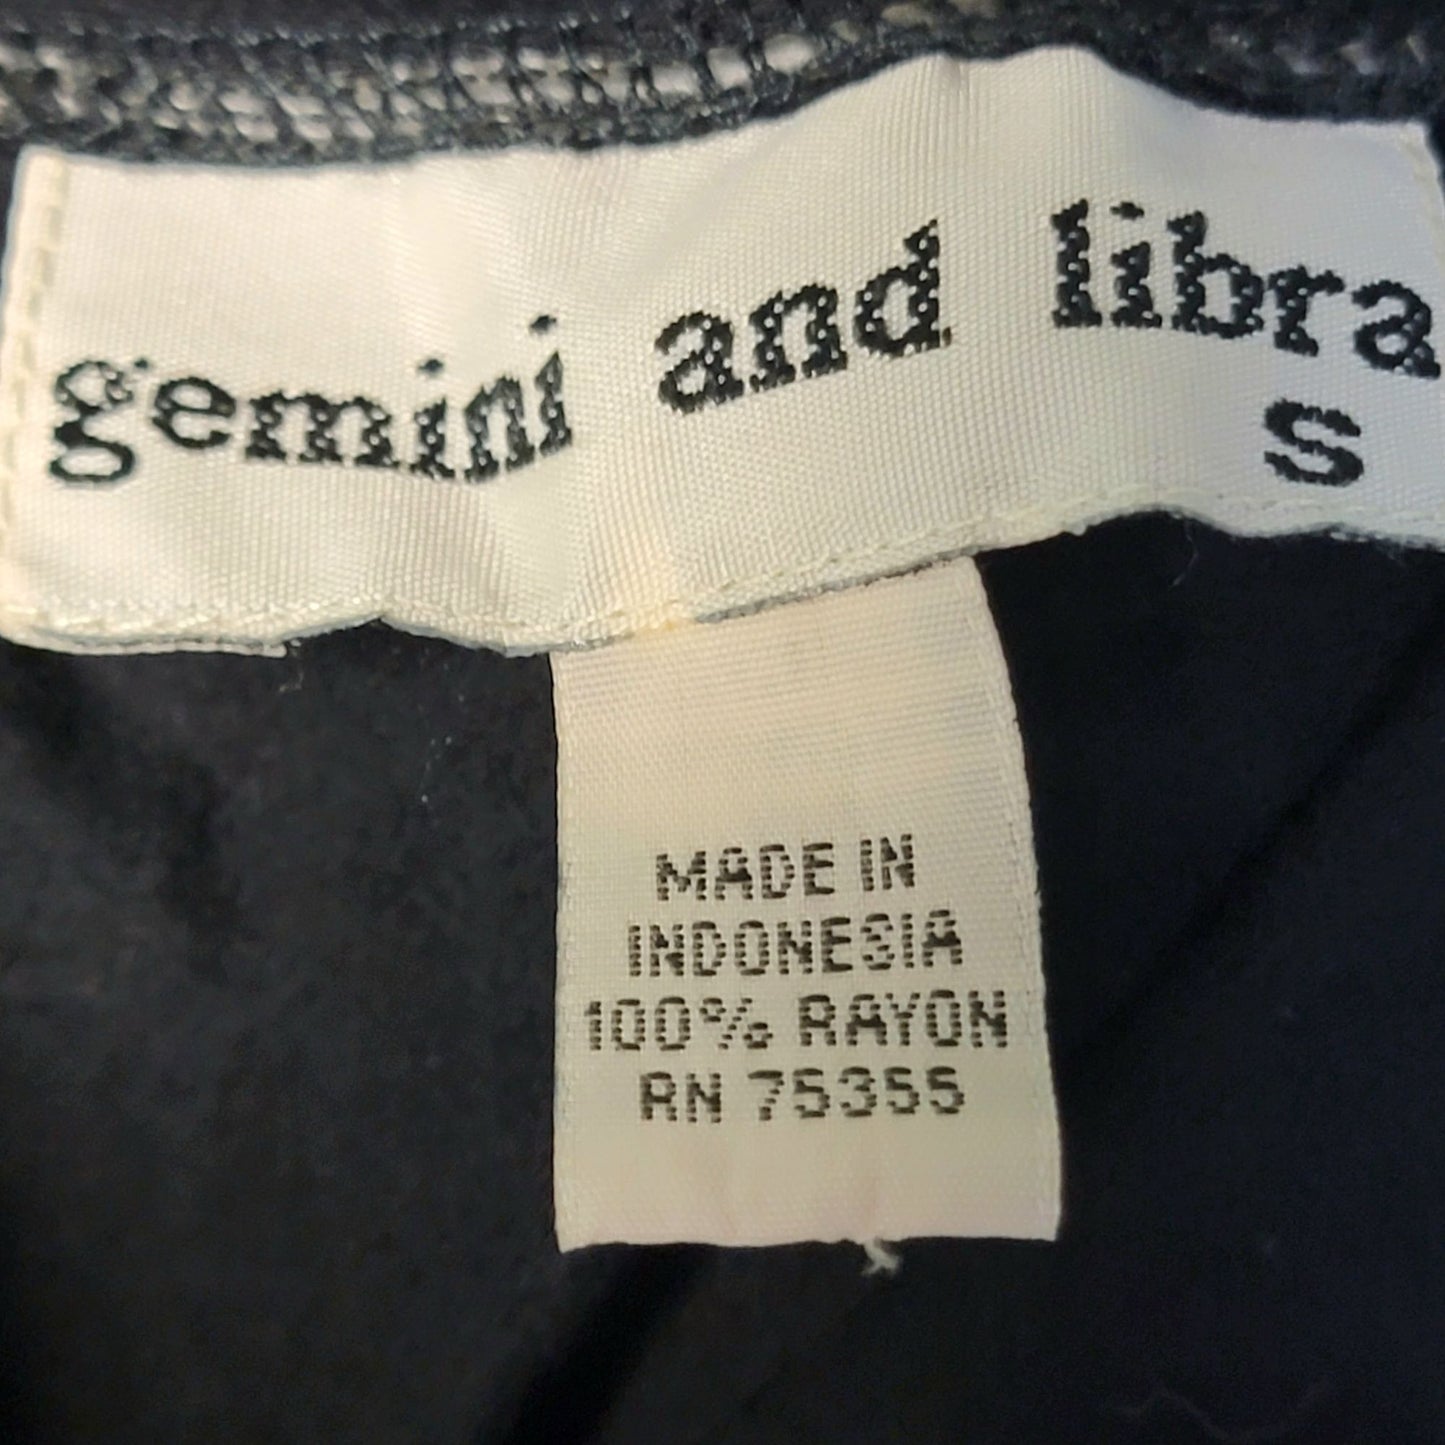 gemini and libra
S
MADE IN
INDONESIA
100% RAYON
RN 75355